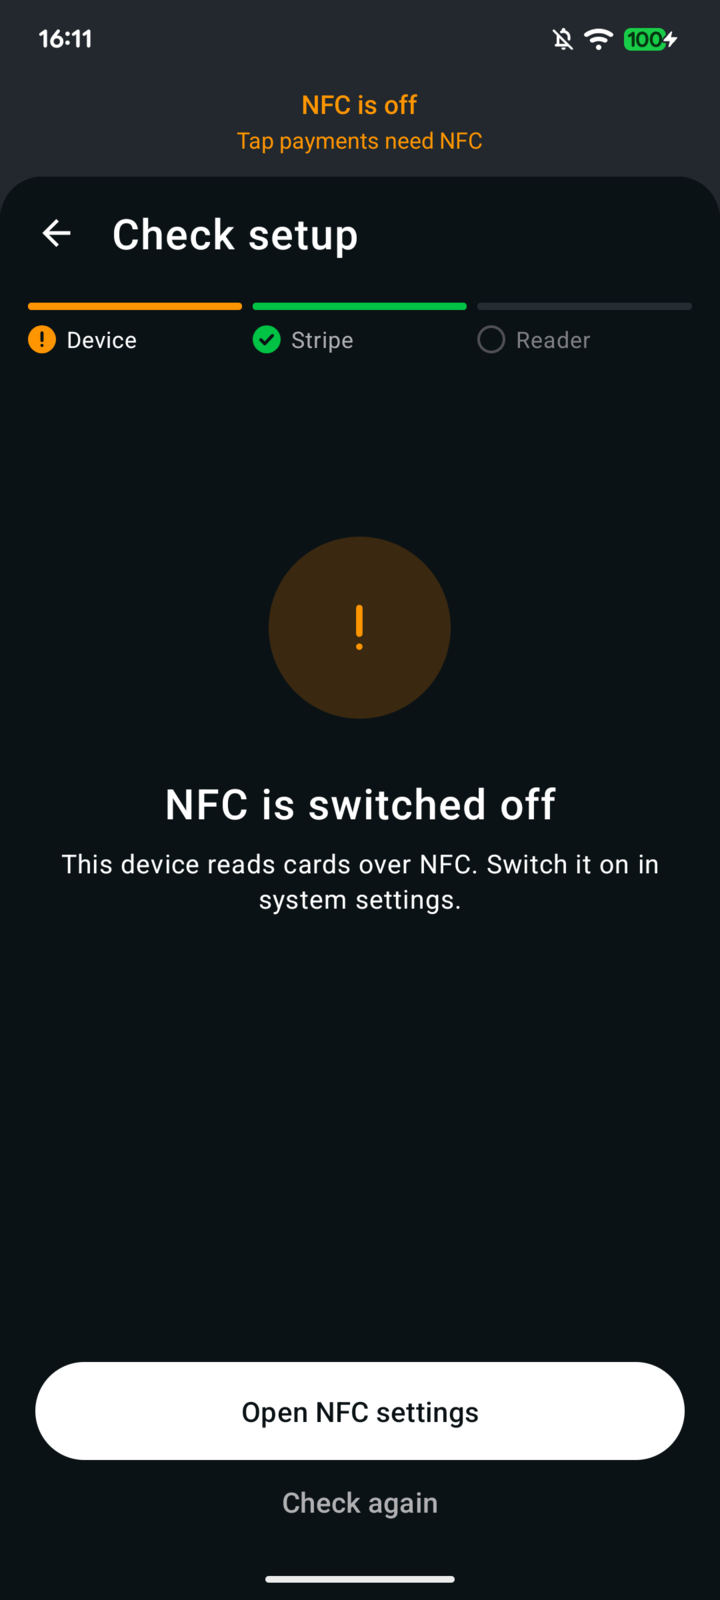 16:11
100
NFC is off
Tap payments need NFC
Check setup
Device
Stripe
Reader
NFC is switched off
This device reads cards over NFC. Switch it on in
system settings.
Open NFC settings
Check again